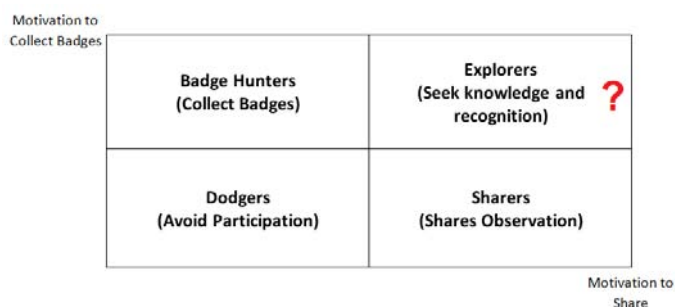 Motivation to
Collect Badges
Badge Hunters
(Collect Badges)
Explorers
(Seek knowledge and
recognition)
?
Dodgers
(Avoid Participation)
Sharers
(Shares Observation)
Motivation to
Share